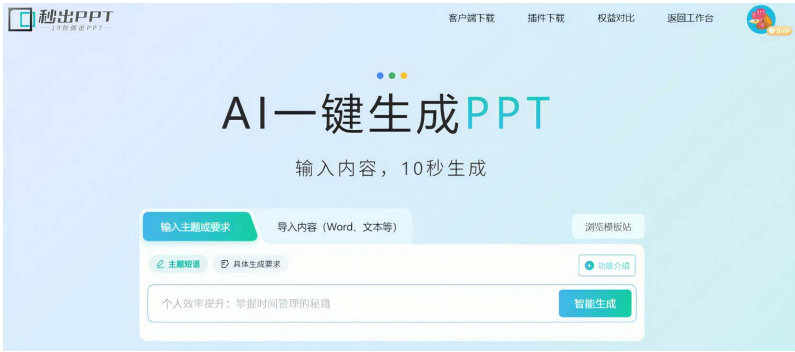 秒出PPT
10秒做出PPT
客户端下载 插件下载 权益对比 返回工作台
AI一键生成PPT
输入内容，10秒生成
输入主题或要求 导入内容（Word、文本等） 浏览模板站
主题短语 具体生成要求 功能介绍
个人效率提升：掌握时间管理的秘籍 智能生成